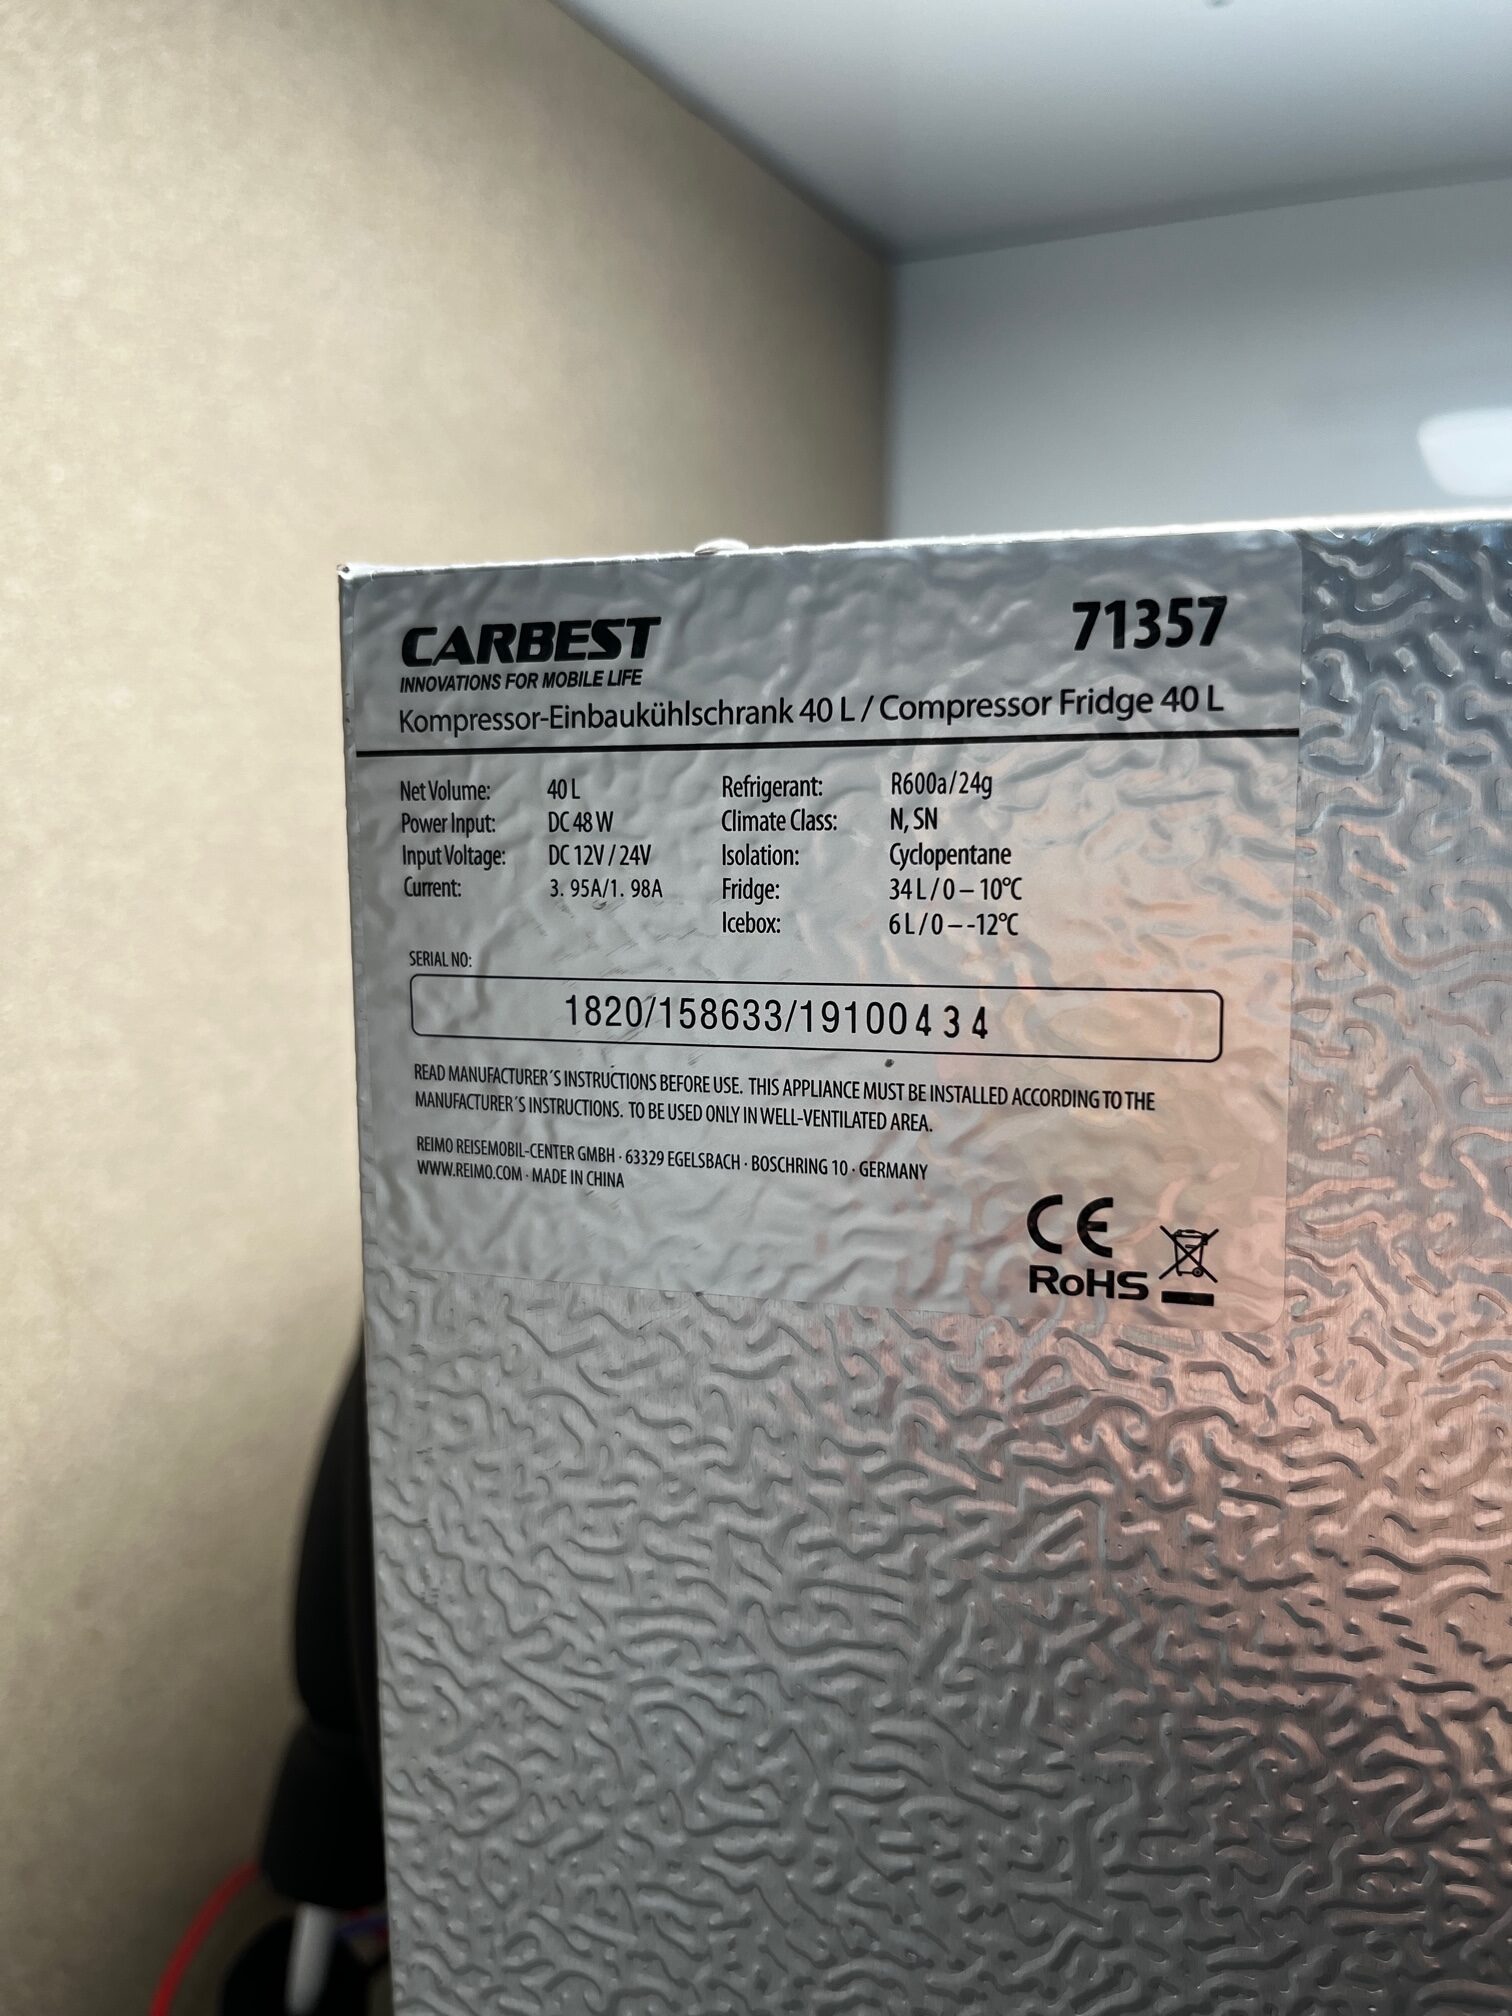 CARBEST 71357
INNOVATIONS FOR MOBILE LIFE
Kompressor-Einbaukühlschrank 40 L / Compressor Fridge 40 L
Net Volume: 40 L Refrigerant: R600a/24g
Power Input: DC 48 W Climate Class: N, SN
Input Voltage: DC 12V / 24V Isolation: Cyclopentane
Current: 3. 95A/1. 98A Fridge: 34 L / 0 – 10°C
Icebox: 6 L / 0 – -12°C
SERIAL NO:
1820/158633/19100434
READ MANUFACTURER´S INSTRUCTIONS BEFORE USE. THIS APPLIANCE MUST BE INSTALLED ACCORDING TO THE
MANUFACTURER´S INSTRUCTIONS. TO BE USED ONLY IN WELL-VENTILATED AREA.
REIMO REISEMOBIL-CENTER GMBH · 63329 EGELSBACH · BOSCHRING 10 · GERMANY
WWW.REIMO.COM · MADE IN CHINA
CE
RoHS